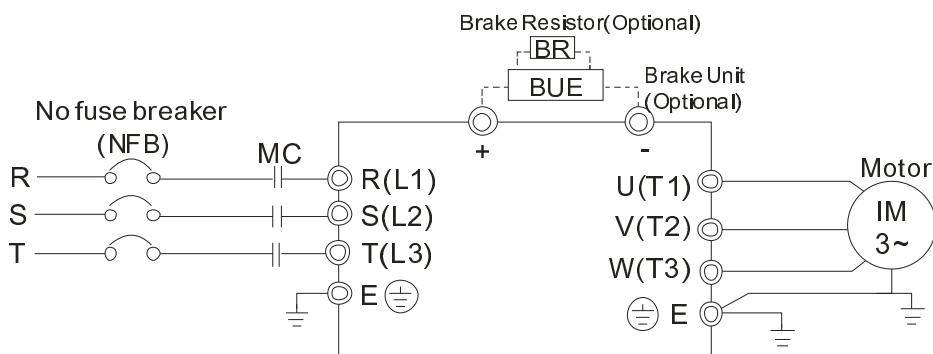 Brake Resistor(Optional)
BR
BUE
Brake Unit
(Optional)
No fuse breaker
(NFB)
MC
+
-
R
R(L1)
S
S(L2)
T
T(L3)
E
U(T1)
V(T2)
W(T3)
E
Motor
IM
3~